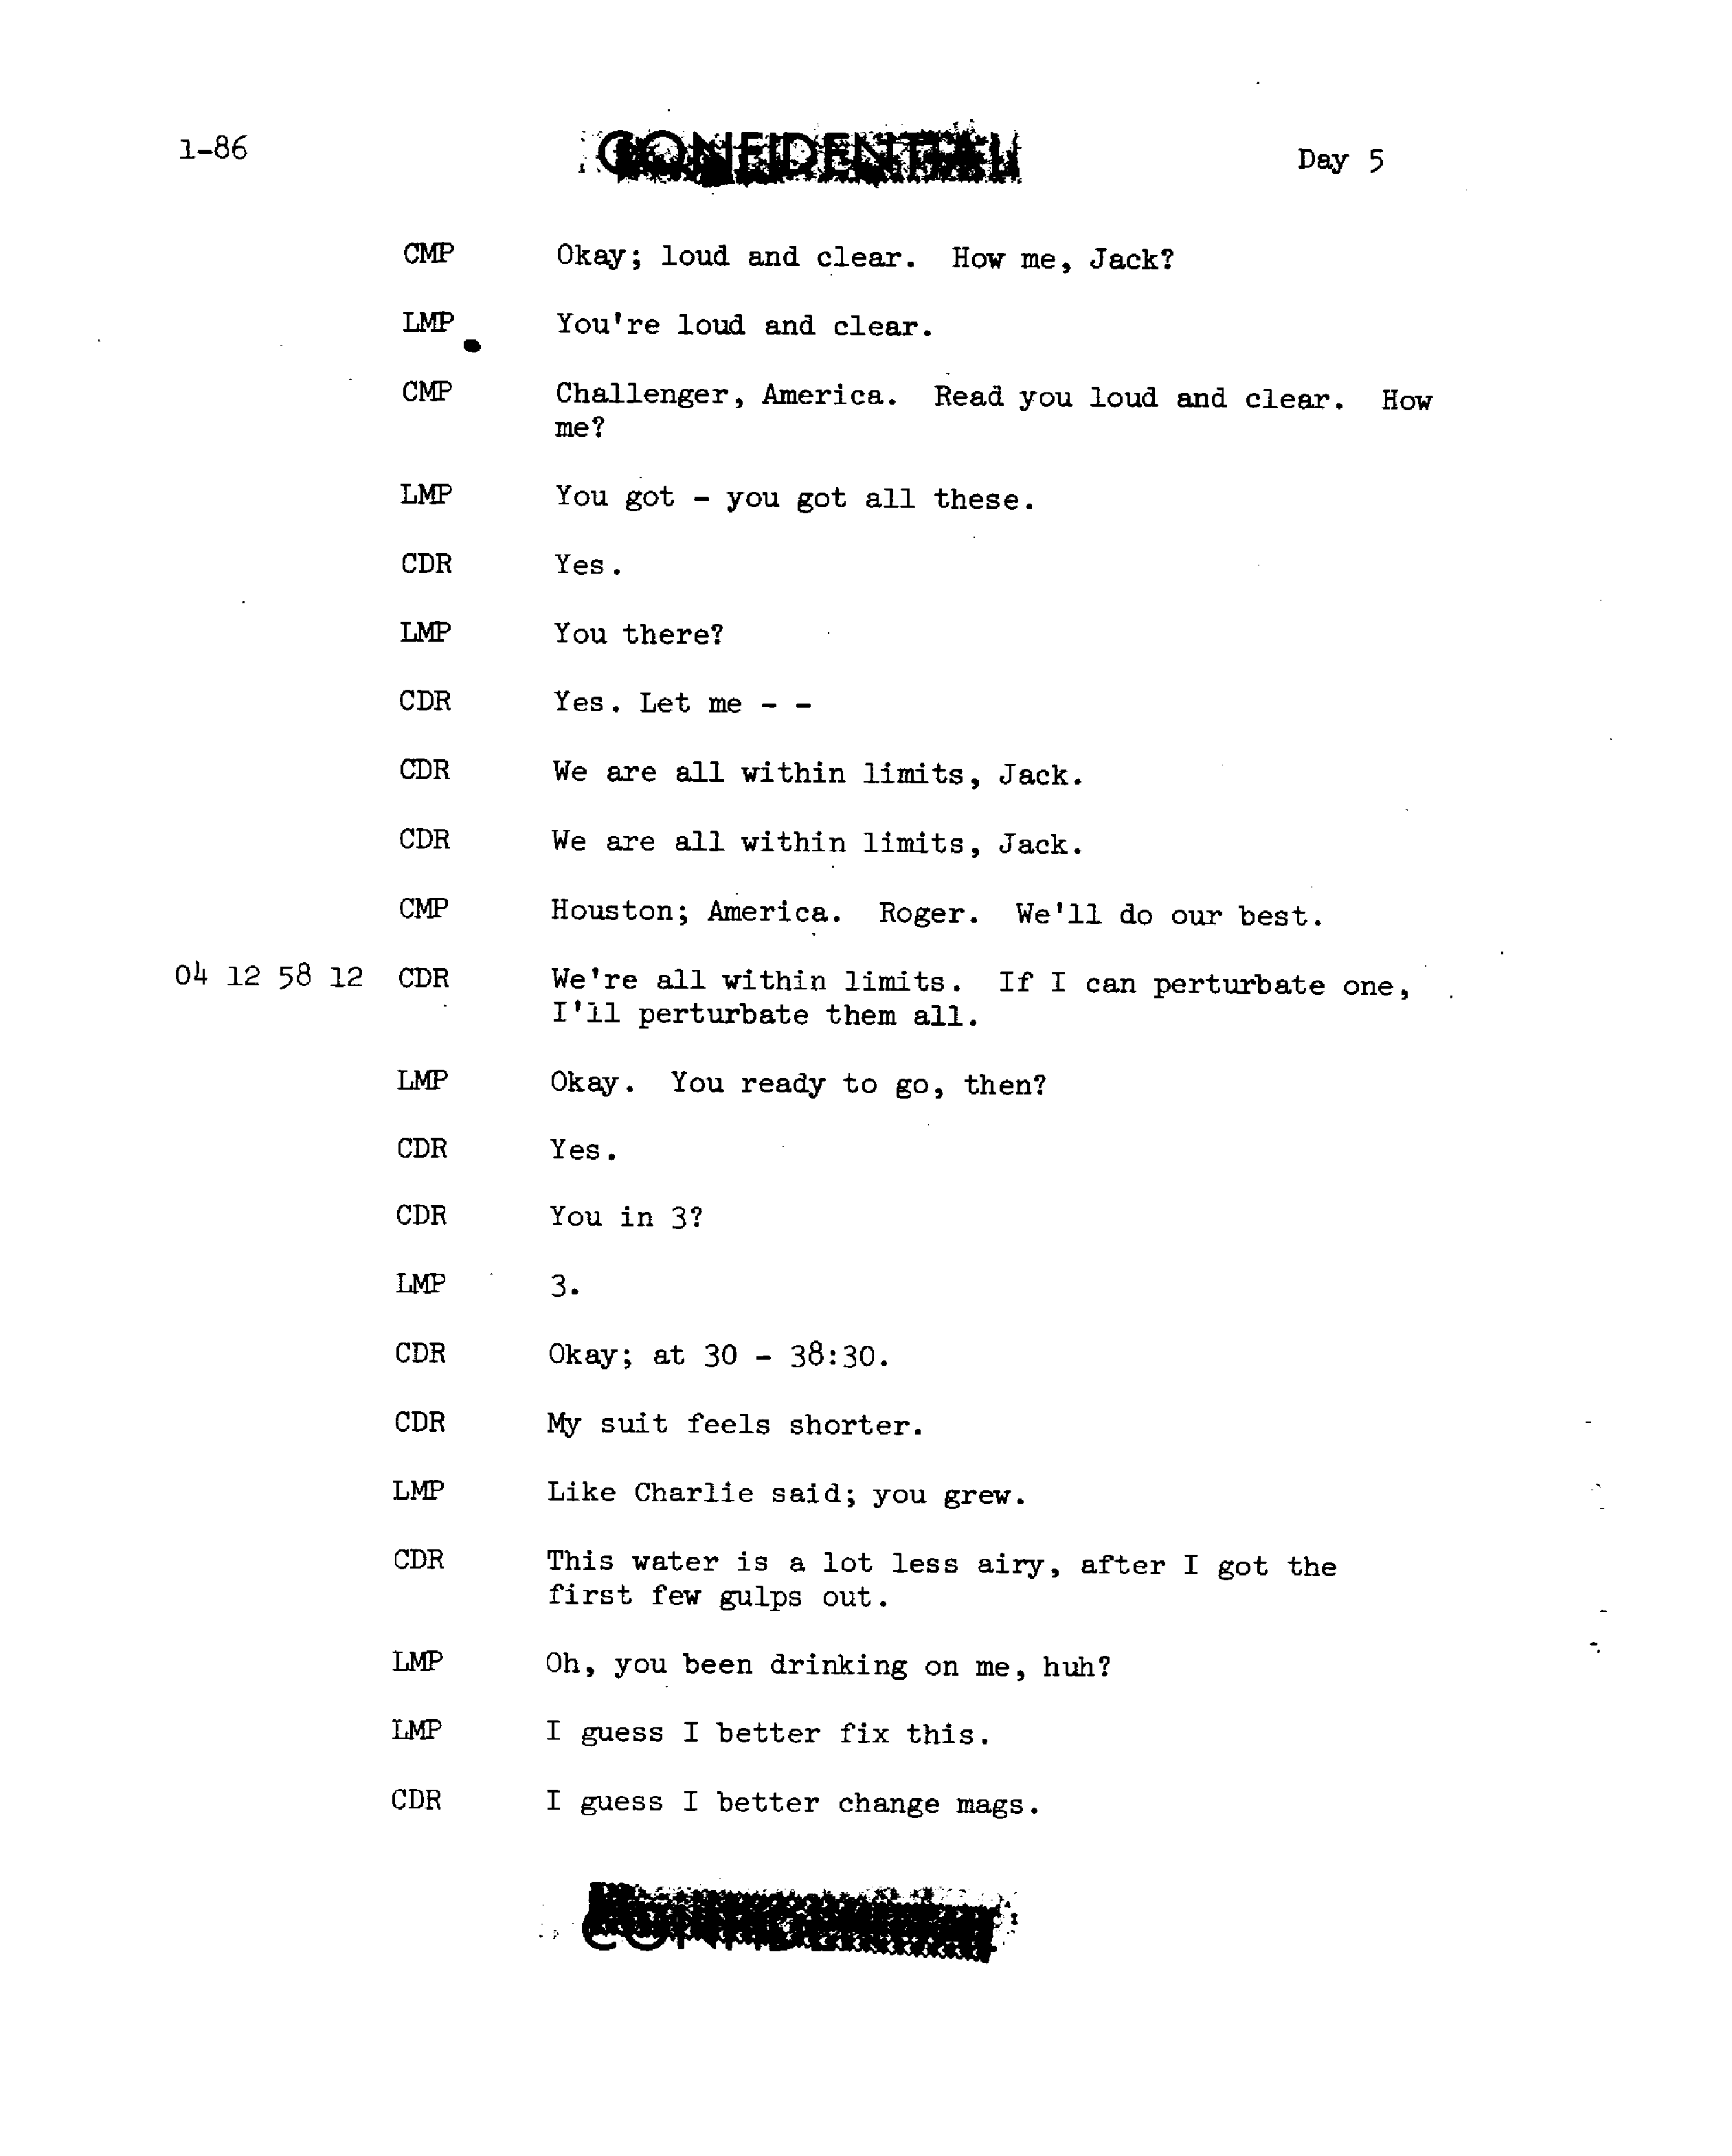 1-86
CONFIDENTIAL
Day 5
CMP Okay; loud and clear. How me, Jack?
LMP You're loud and clear.
CMP Challenger, America. Read you loud and clear. How
me?
LMP You got - you got all these.
CDR Yes.
LMP You there?
CDR Yes. Let me - -
CDR We are all within limits, Jack.
CDR We are all within limits, Jack.
CMP Houston; America. Roger. We'll do our best.
04 12 58 12 CDR We're all within limits. If I can perturbate one,
I'll perturbate them all.
LMP Okay. You ready to go, then?
CDR Yes.
CDR You in 3?
LMP 3.
CDR Okay; at 30 - 38:30.
CDR My suit feels shorter.
LMP Like Charlie said; you grew.
CDR This water is a lot less airy, after I got the
first few gulps out.
LMP Oh, you been drinking on me, huh?
LMP I guess I better fix this.
CDR I guess I better change mags.
CONFIDENTIAL